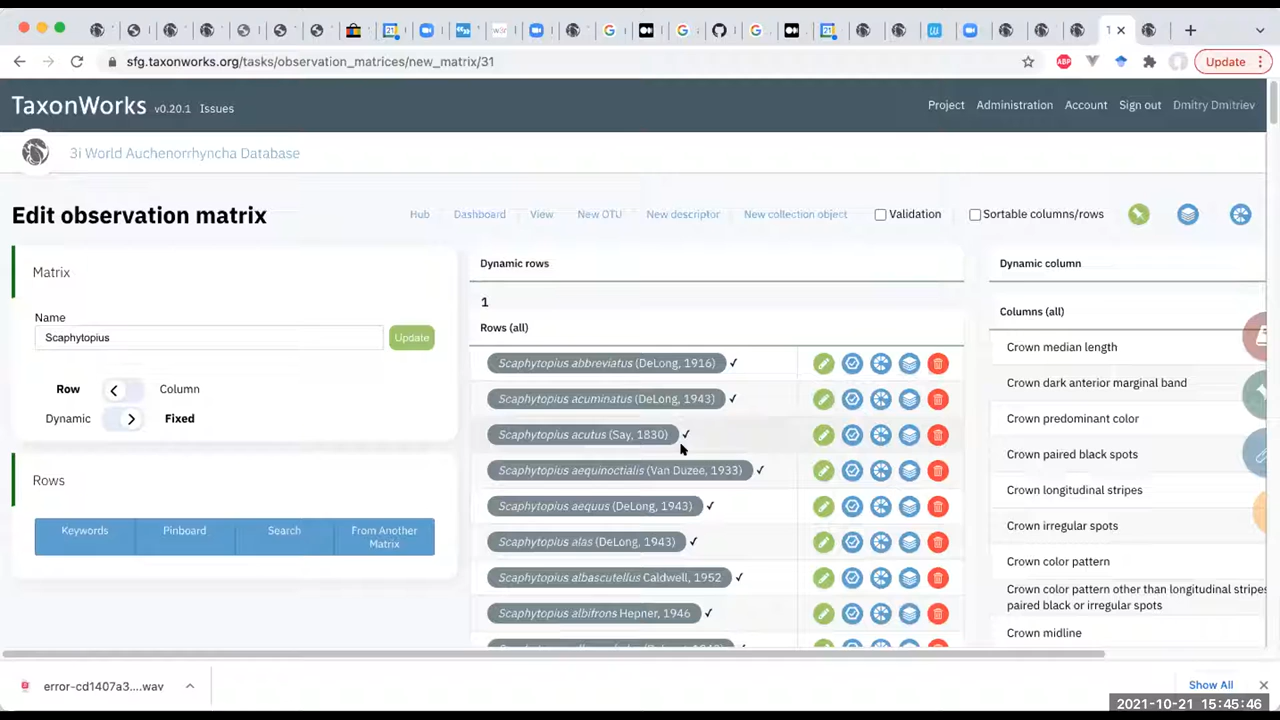 sfg.taxonworks.org/tasks/observation_matrices/new_matrix/31
Update
TaxonWorks v0.20.1 Issues
Project Administration Account Sign out Dmitry Dmitriev
3i World Auchenorrhyncha Database
Edit observation matrix
Hub Dashboard View New OTU New descriptor New collection object Validation Sortable columns/rows
Matrix
Name
Scaphytopius
Update
Row Column
Dynamic Fixed
Rows
Keywords Pinboard Search From Another Matrix
Dynamic rows
1
Rows (all)
Scaphytopius abbreviatus (DeLong, 1916) ✓
Scaphytopius acuminatus (DeLong, 1943) ✓
Scaphytopius acutus (Say, 1830) ✓
Scaphytopius aequinoctialis (Van Duzee, 1933) ✓
Scaphytopius aequus (DeLong, 1943) ✓
Scaphytopius alas (DeLong, 1943) ✓
Scaphytopius albascutellus Caldwell, 1952 ✓
Scaphytopius albifrons Hepner, 1946 ✓
Dynamic column
Columns (all)
Crown median length
Crown dark anterior marginal band
Crown predominant color
Crown paired black spots
Crown longitudinal stripes
Crown irregular spots
Crown color pattern
Crown color pattern other than longitudinal stripes
paired black or irregular spots
Crown midline
error-cd1407a3....wav
Show All
2021-10-21 15:45:46